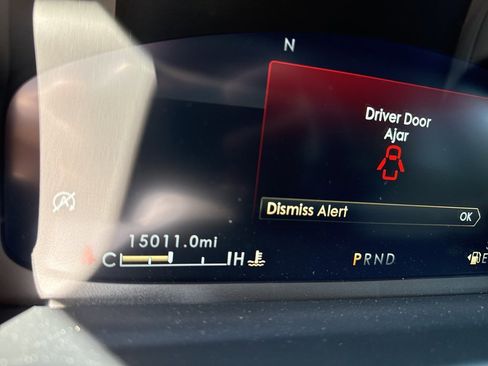 N
Driver Door
Ajar
Dismiss Alert OK
15011.0mi
C H
PRND
E